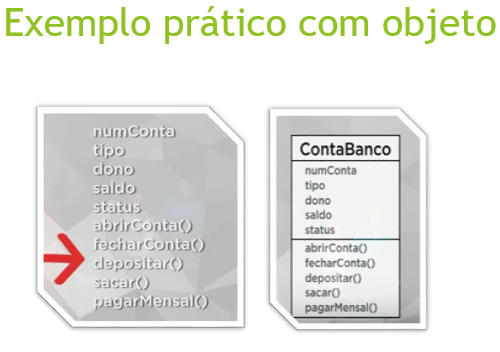 Exemplo prático com objeto
numConta
tipo
dono
saldo
status
abrirConta()
fecharConta()
depositar()
sacar()
pagarMensal()
ContaBanco
numConta
tipo
dono
saldo
status
abrirConta()
fecharConta()
depositar()
sacar()
pagarMensal()